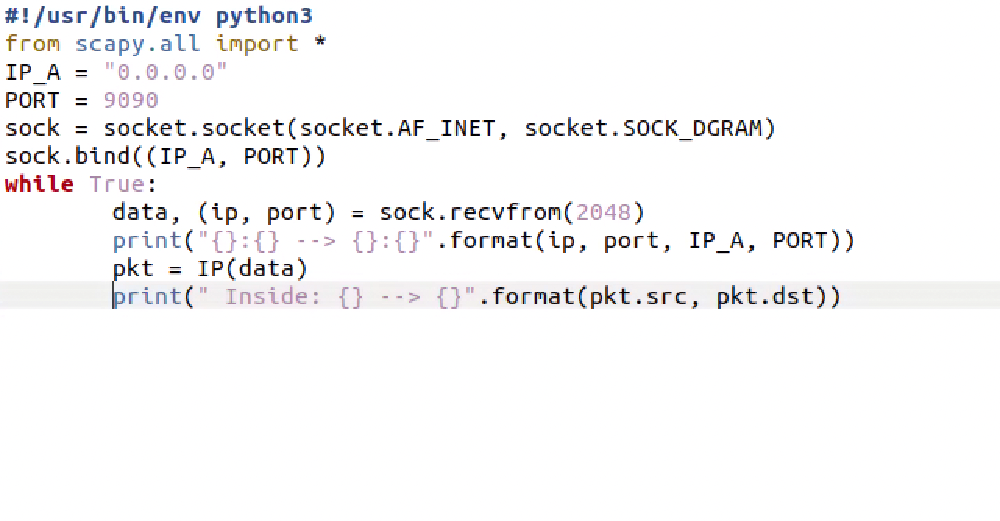 #!/usr/bin/env python3
from scapy.all import *
IP_A = "0.0.0.0"
PORT = 9090
sock = socket.socket(socket.AF_INET, socket.SOCK_DGRAM)
sock.bind((IP_A, PORT))
while True:
        data, (ip, port) = sock.recvfrom(2048)
        print("{}:{} --> {}:{}".format(ip, port, IP_A, PORT))
        pkt = IP(data)
        print(" Inside: {} --> {}".format(pkt.src, pkt.dst))